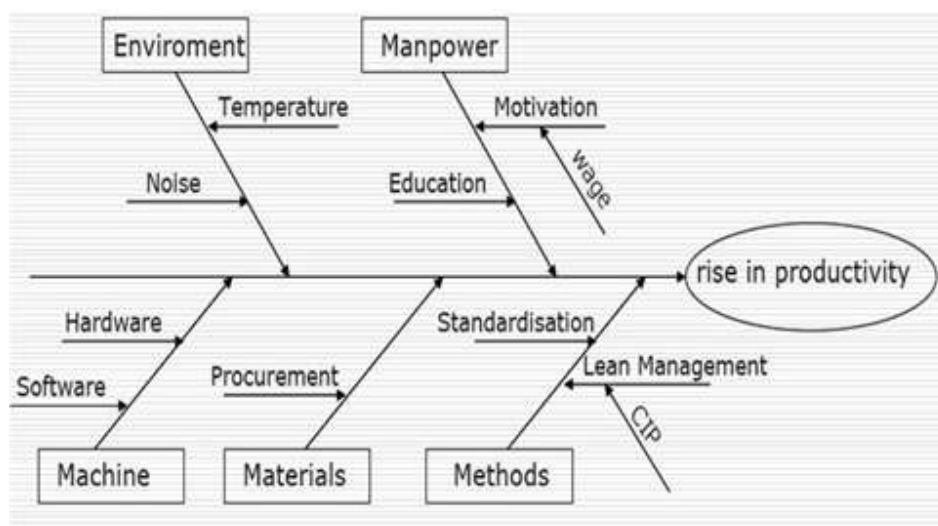 Enviroment
Manpower
Temperature
Motivation
Noise
Education
wage
rise in productivity
Hardware
Standardisation
Software
Procurement
Lean Management
CIP
Machine
Materials
Methods